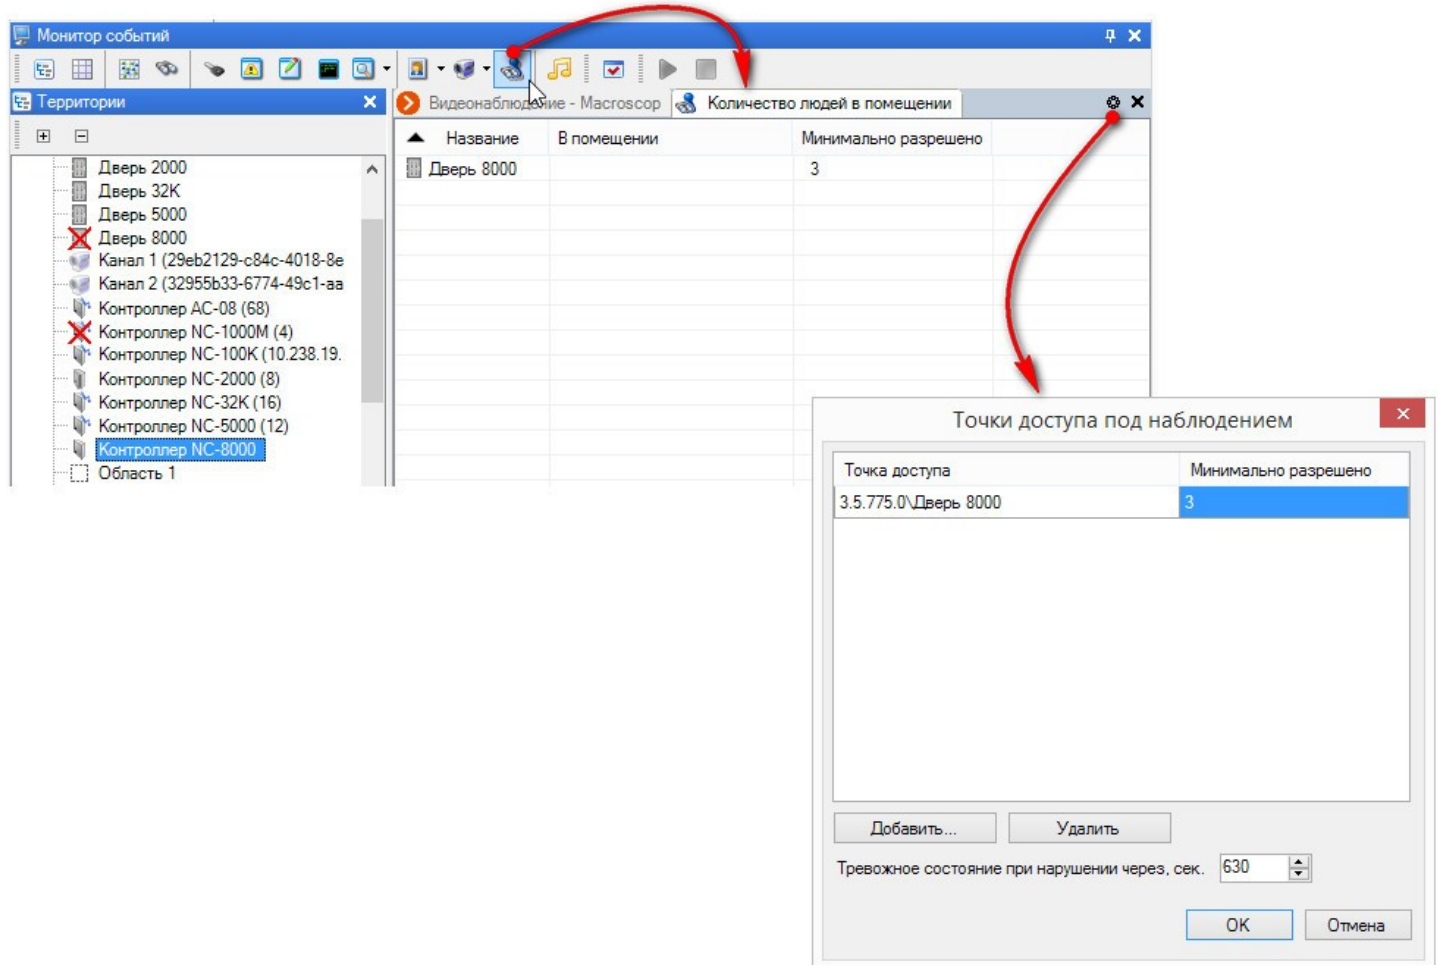 Монитор событий
Территории
Видеонаблюдение - Macroscop
Количество людей в помещении
Название
В помещении
Минимально разрешено
Дверь 8000
3
Дверь 2000
Дверь 32K
Дверь 5000
Дверь 8000
Канал 1 (29eb2129-c84c-4018-8e
Канал 2 (32955b33-6774-49c1-aa
Контроллер AC-08 (68)
Контроллер NC-1000M (4)
Контроллер NC-100K (10.238.19.
Контроллер NC-2000 (8)
Контроллер NC-32K (16)
Контроллер NC-5000 (12)
Контроллер NC-8000
Область 1
Точки доступа под наблюдением
Точка доступа
Минимально разрешено
3.5.775.0\Дверь 8000
3
Добавить...
Удалить
Тревожное состояние при нарушении через, сек.
630
OK
Отмена